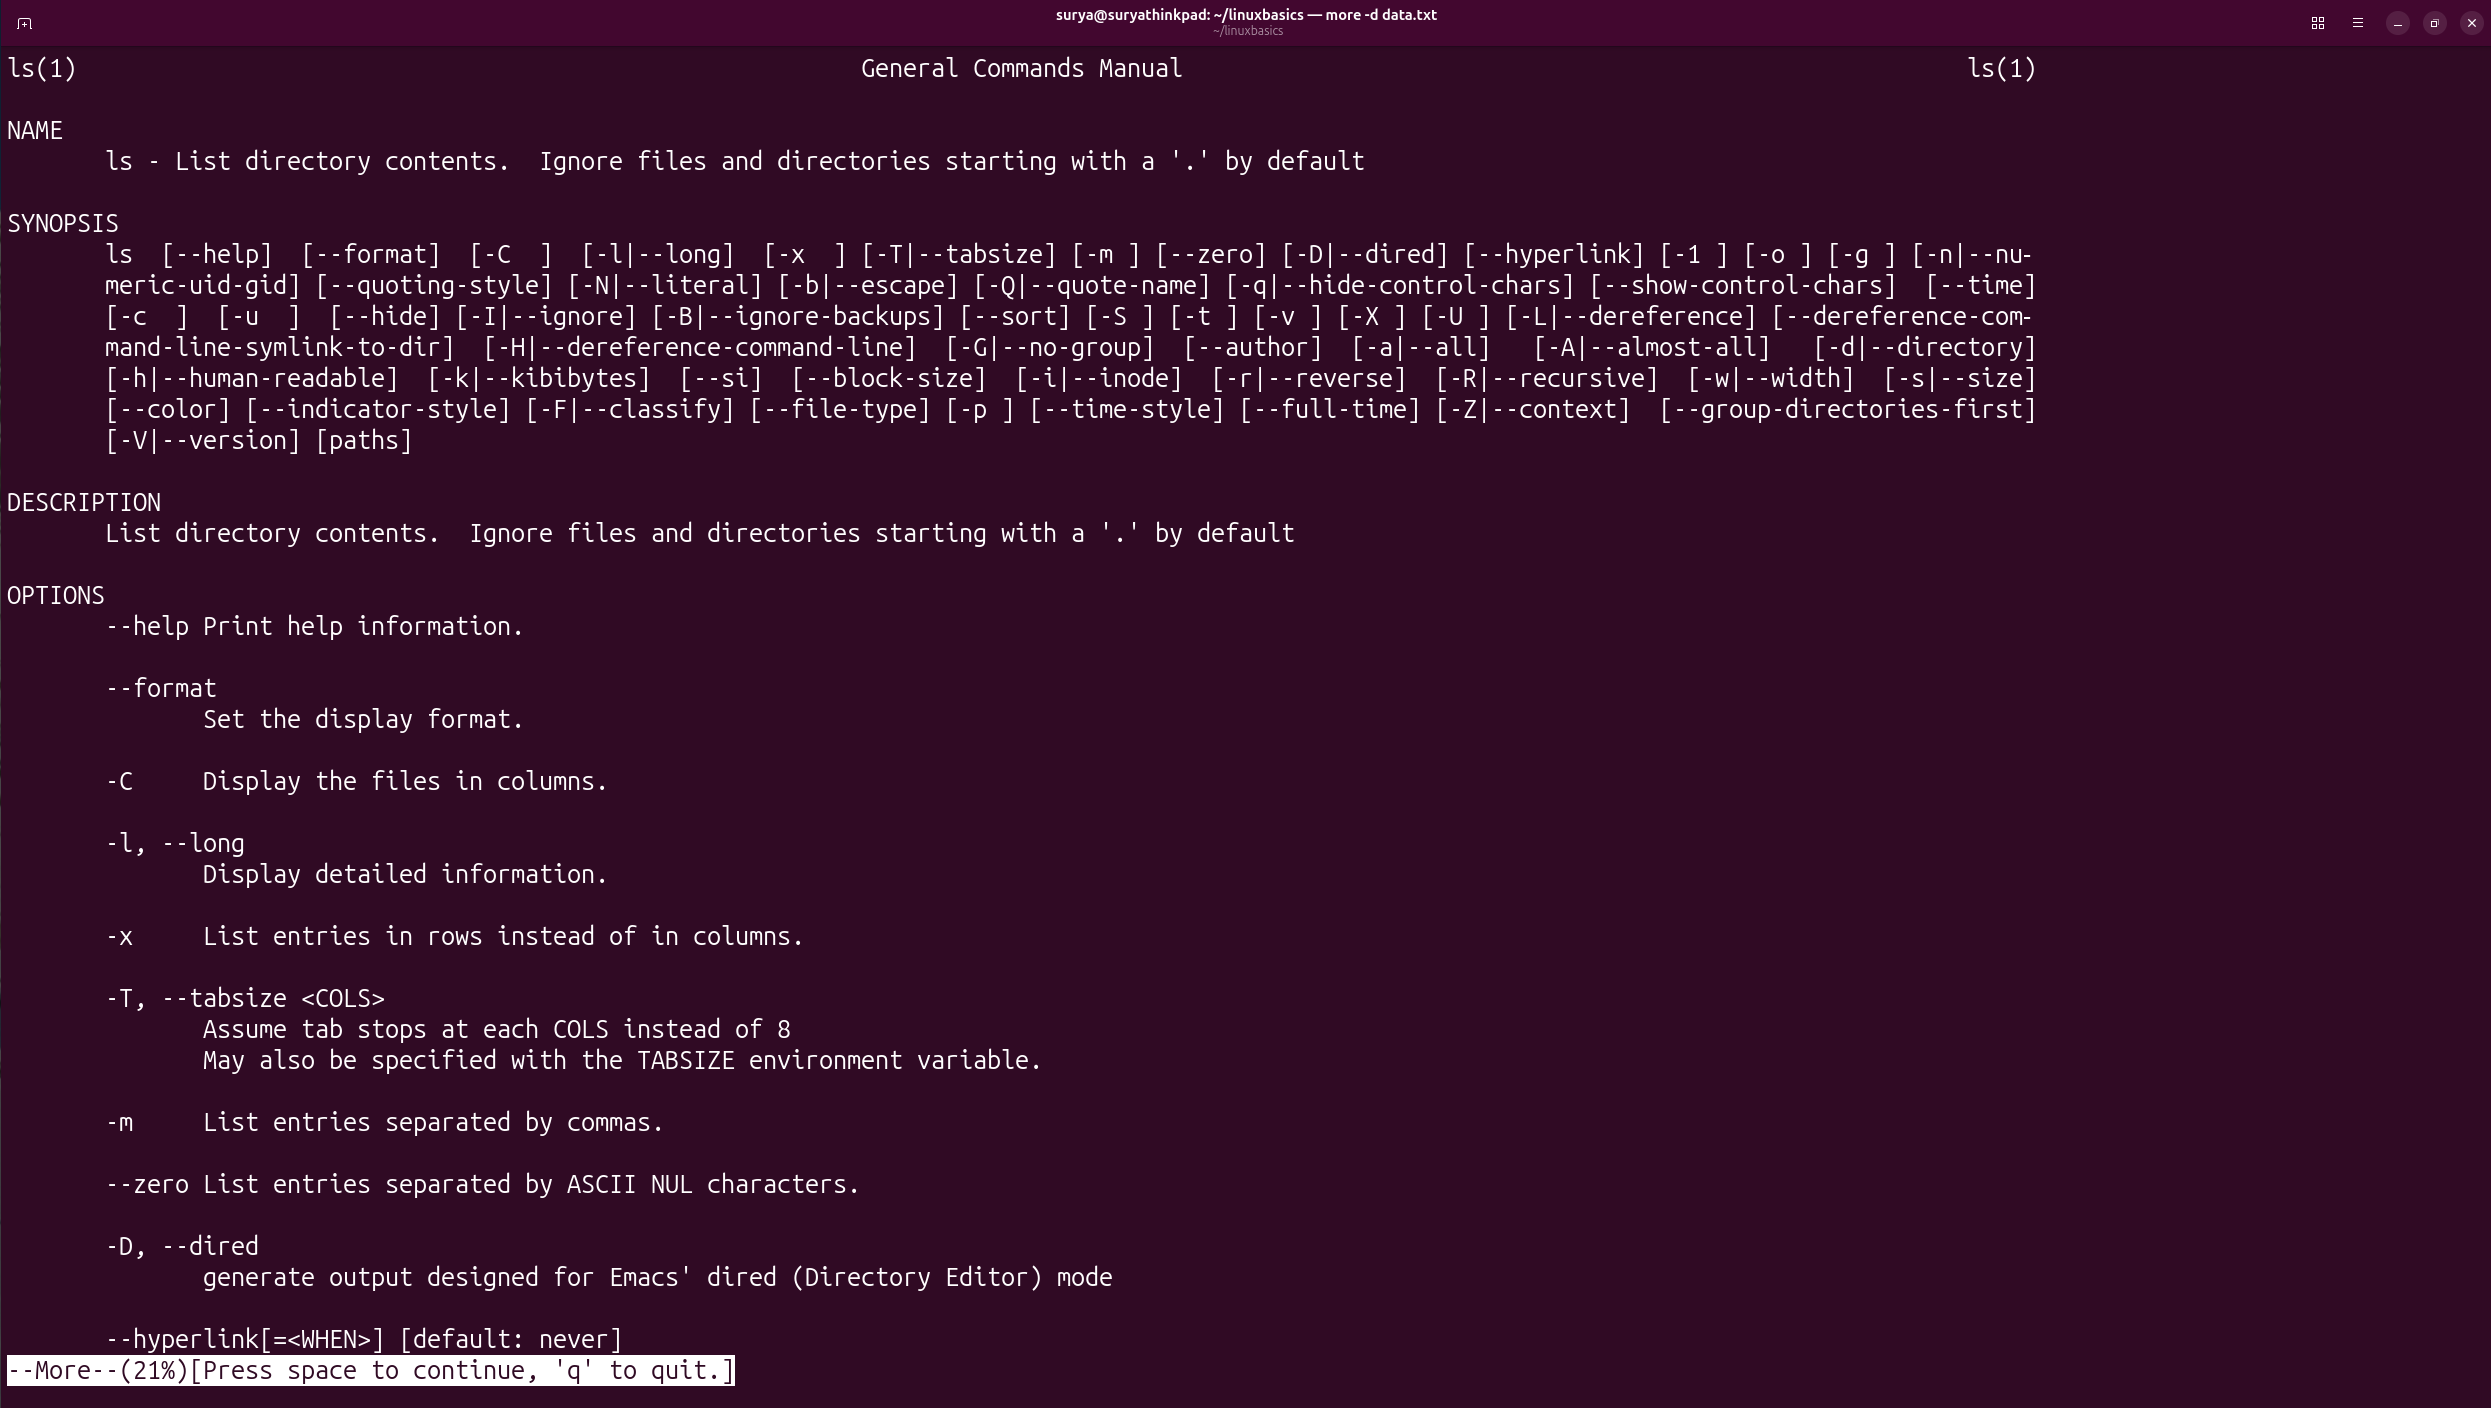 surya@suryathinkpad: ~/linuxbasics — more -d data.txt
~/linuxbasics
ls(1) General Commands Manual ls(1)
NAME
ls - List directory contents.  Ignore files and directories starting with a '.' by default
SYNOPSIS
ls  [--help]  [--format]  [-C  ]  [-l|--long]  [-x  ] [-T|--tabsize] [-m ] [--zero] [-D|--dired] [--hyperlink] [-1 ] [-o ] [-g ] [-n|--nu-
meric-uid-gid] [--quoting-style] [-N|--literal] [-b|--escape] [-Q|--quote-name] [-q|--hide-control-chars] [--show-control-chars]  [--time]
[-c  ]  [-u  ]  [--hide] [-I|--ignore] [-B|--ignore-backups] [--sort] [-S ] [-t ] [-v ] [-X ] [-U ] [-L|--dereference] [--dereference-com-
mand-line-symlink-to-dir]  [-H|--dereference-command-line]  [-G|--no-group]  [--author]  [-a|--all]   [-A|--almost-all]   [-d|--directory]
[-h|--human-readable]  [-k|--kibibytes]  [--si]  [--block-size]  [-i|--inode]  [-r|--reverse]  [-R|--recursive]  [-w|--width]  [-s|--size]
[--color] [--indicator-style] [-F|--classify] [--file-type] [-p ] [--time-style] [--full-time] [-Z|--context]  [--group-directories-first]
[-V|--version] [paths]
DESCRIPTION
List directory contents.  Ignore files and directories starting with a '.' by default
OPTIONS
--help Print help information.
--format
Set the display format.
-C     Display the files in columns.
-l, --long
Display detailed information.
-x     List entries in rows instead of in columns.
-T, --tabsize <COLS>
Assume tab stops at each COLS instead of 8
May also be specified with the TABSIZE environment variable.
-m     List entries separated by commas.
--zero List entries separated by ASCII NUL characters.
-D, --dired
generate output designed for Emacs' dired (Directory Editor) mode
--hyperlink[=<WHEN>] [default: never]
--More--(21%)[Press space to continue, 'q' to quit.]